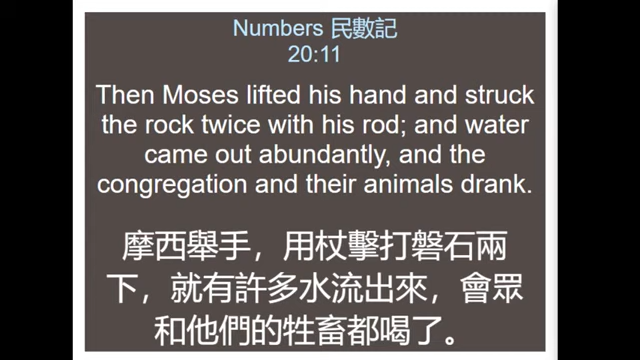 Numbers 民數記
20:11
Then Moses lifted his hand and struck
the rock twice with his rod; and water
came out abundantly, and the
congregation and their animals drank.
摩西舉手，用杖擊打磐石兩
下，就有許多水流出來，會眾
和他們的牲畜都喝了。